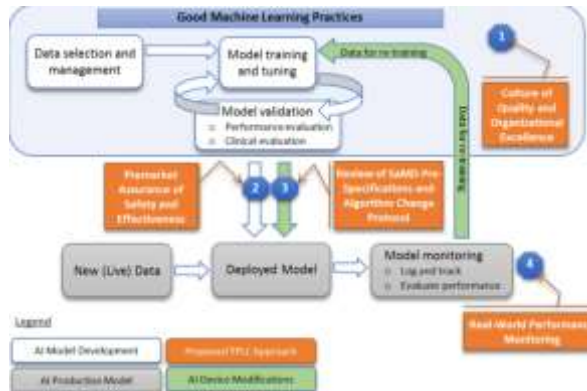 Good Machine Learning Practices
Data selection and
management
Model training
and tuning
Data for re-training
1
Culture of
Quality and
Organizational
Excellence
Model validation
o Performance evaluation
o Clinical evaluation
Data for re-training
Premarket
Assurance of
Safety and
Effectiveness
2
3
Review of SaMD Pre-
Specifications and
Algorithm Change
Protocol
New (Live) Data
Deployed Model
Model monitoring
o Log and track
o Evaluate performance
4
Real-World Performance
Monitoring
Legend
AI Model Development
Proposed TPLC Approach
AI Production Model
AI Device Modifications